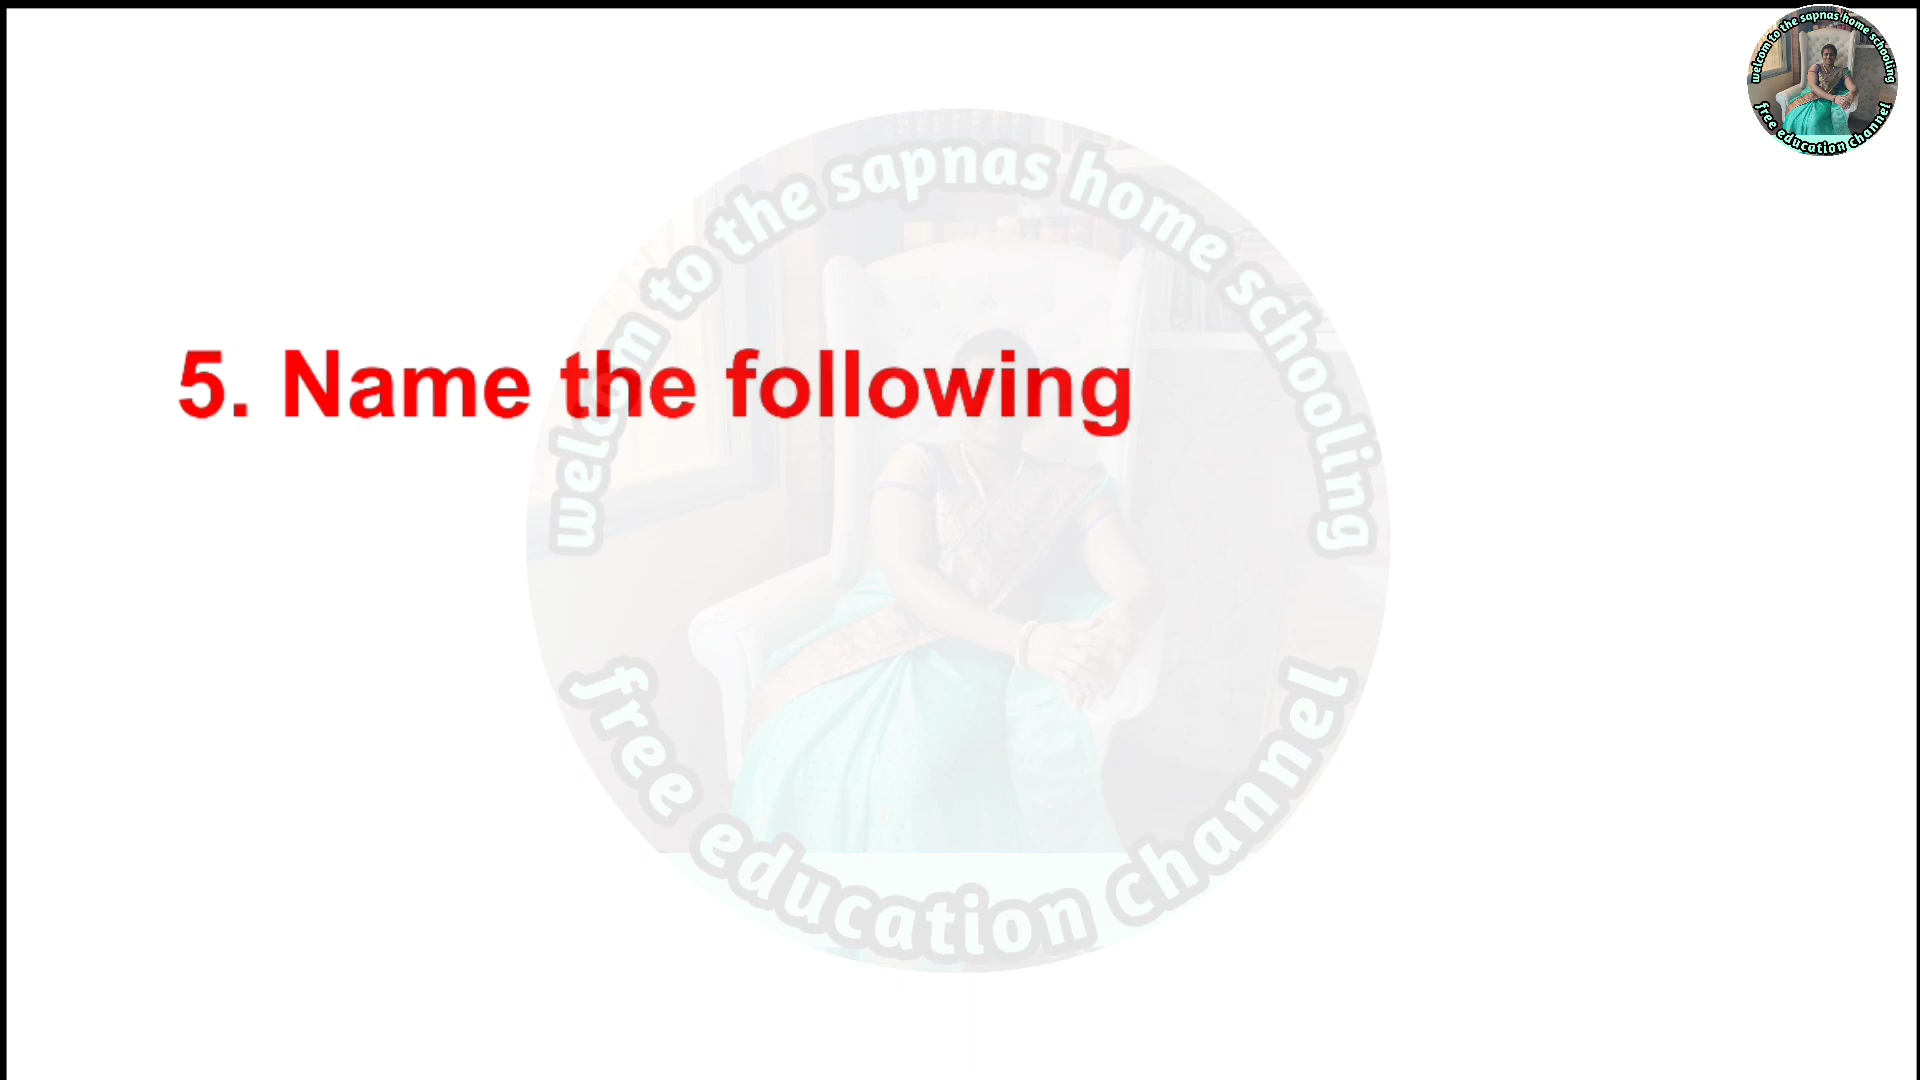 welcom to the sapnas home schooling
free education channel
5. Name the following
welcom to the sapnas home schooling
free education channel